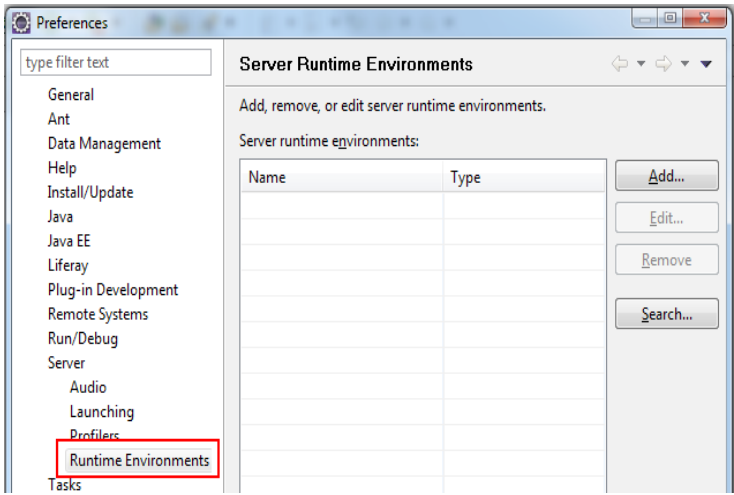 Preferences
type filter text
General
Ant
Data Management
Help
Install/Update
Java
Java EE
Liferay
Plug-in Development
Remote Systems
Run/Debug
Server
Audio
Launching
Profilers
Runtime Environments
Tasks
Server Runtime Environments
Add, remove, or edit server runtime environments.
Server runtime environments:
Name Type
Add...
Edit...
Remove
Search...